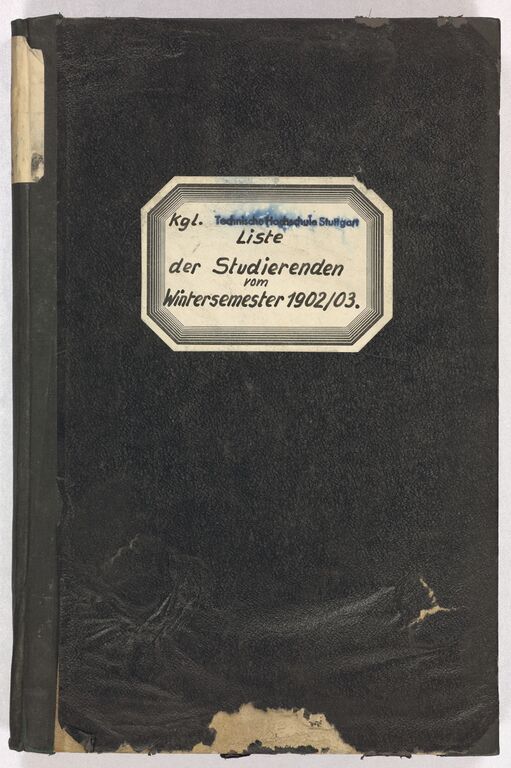 Kgl. Technische Hochschule Stuttgart
Liste
der Studierenden
vom
Wintersemester 1902/03.